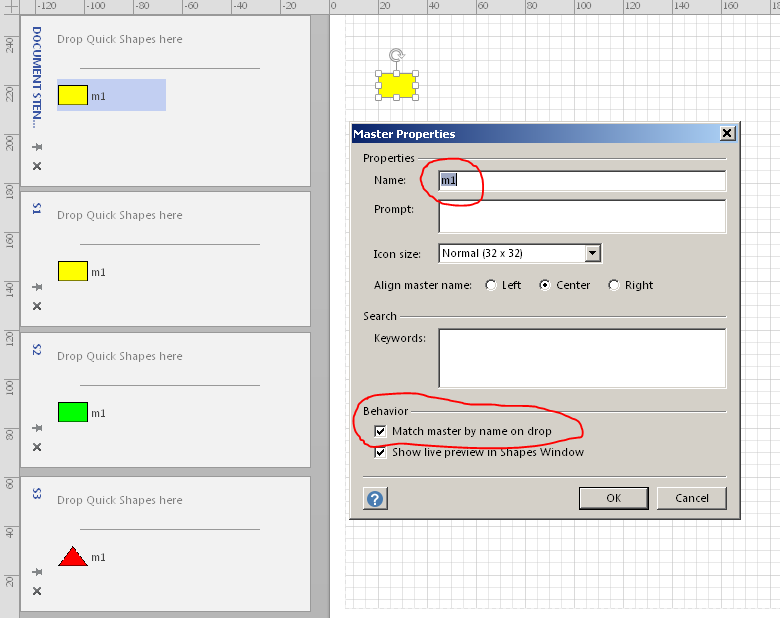 -120 -100 -80 -60 -40 -20 0 20 40 60 80 100 120 140 160
240
220
200
180
160
140
120
100
80
60
40
20
DOCUMENT STEN...
Drop Quick Shapes here
m1
S1
Drop Quick Shapes here
m1
S2
Drop Quick Shapes here
m1
S3
Drop Quick Shapes here
m1
Master Properties
Properties
Name: m1
Prompt:
Icon size: Normal (32 x 32)
Align master name: Left Center Right
Search
Keywords:
Behavior
Match master by name on drop
Show live preview in Shapes Window
?
OK Cancel